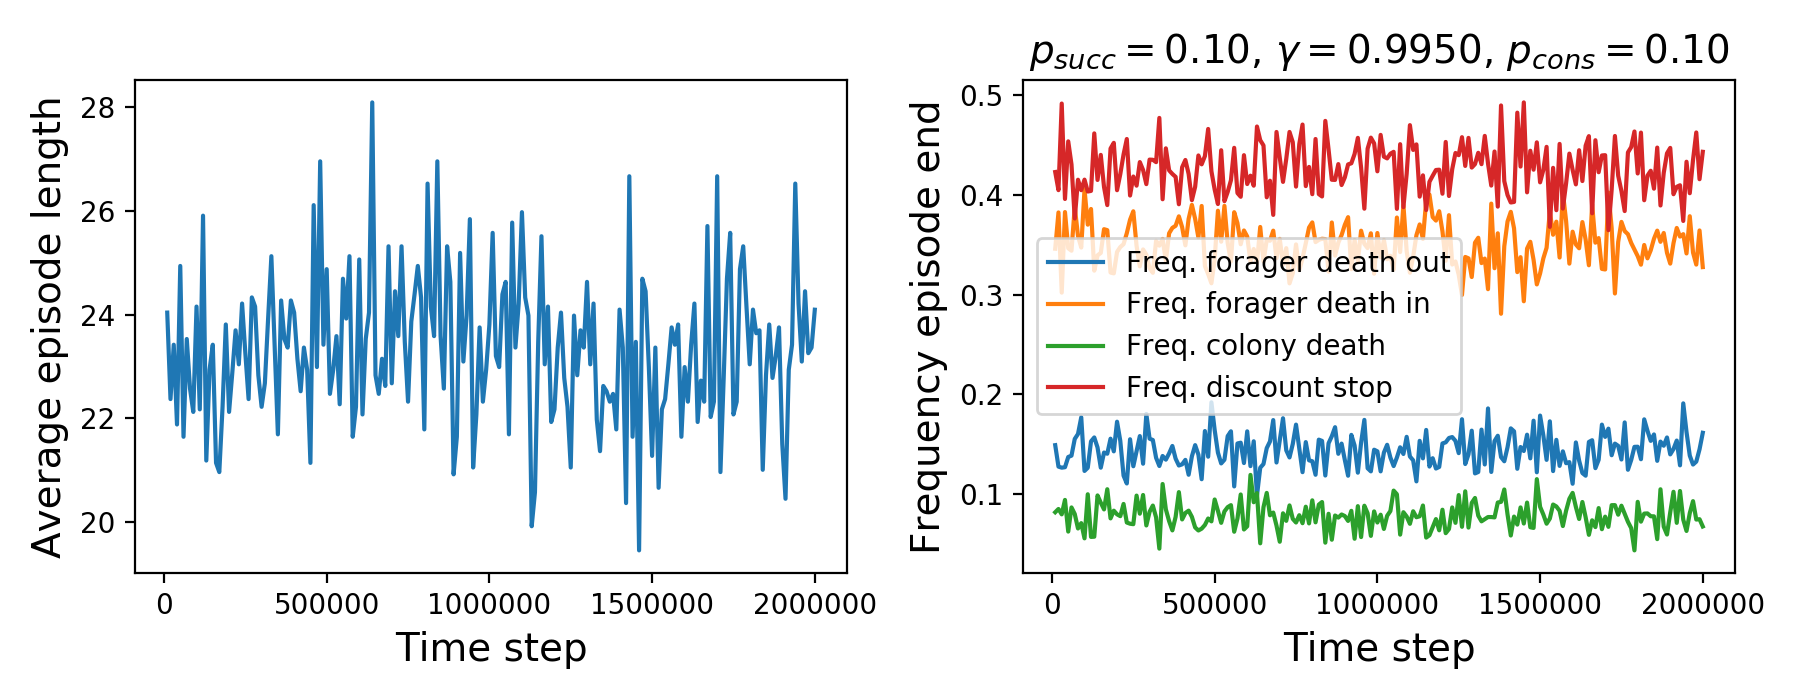 Average episode length
28
26
24
22
20
0 500000 1000000 1500000 2000000
Time step
p_succ = 0.10, γ = 0.9950, p_cons = 0.10
Frequency episode end
0.5
0.4
0.3
0.2
0.1
Freq. forager death out
Freq. forager death in
Freq. colony death
Freq. discount stop
0 500000 1000000 1500000 2000000
Time step